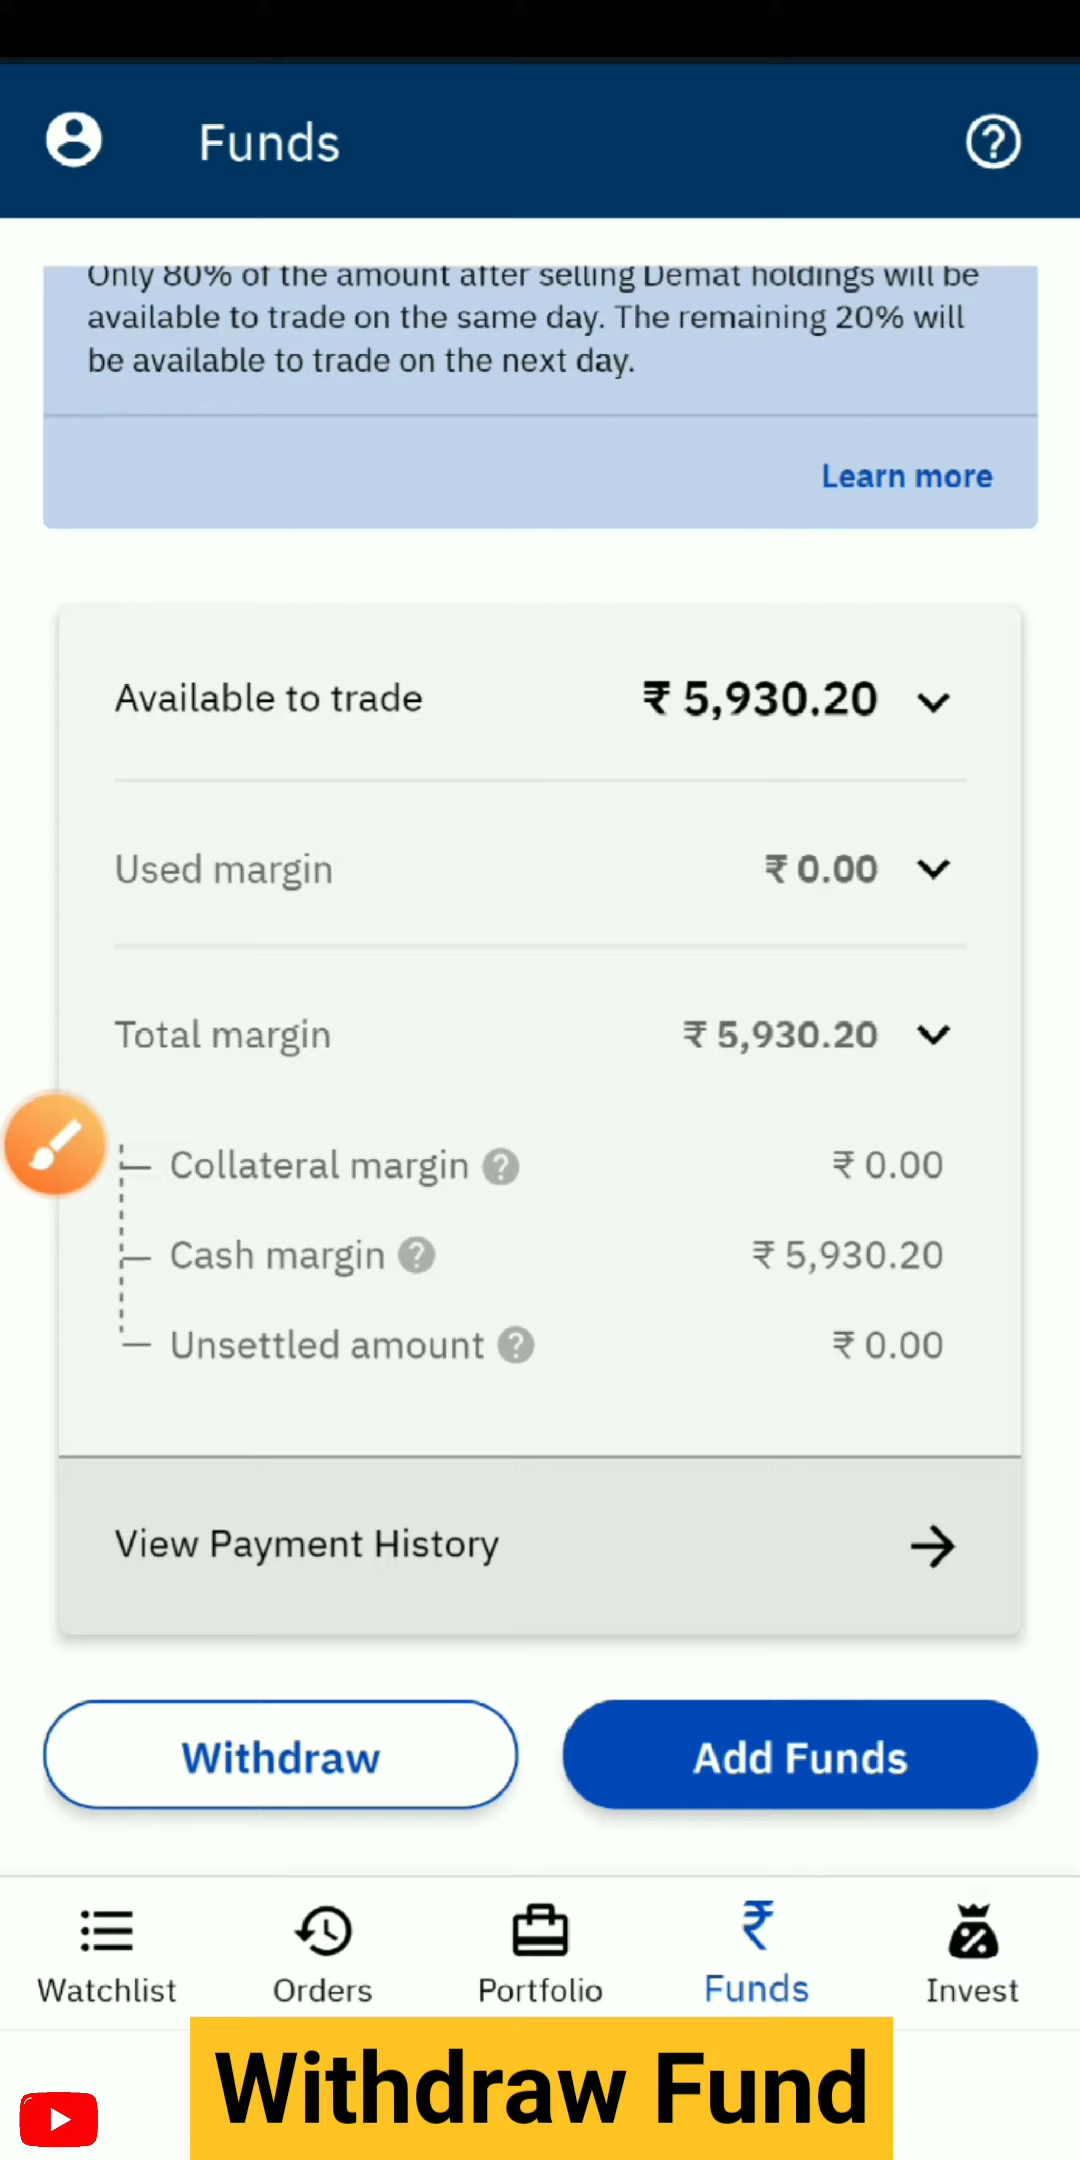 Funds
Only 80% of the amount after selling Demat holdings will be
available to trade on the same day. The remaining 20% will
be available to trade on the next day.
Learn more
Available to trade ₹ 5,930.20
Used margin ₹ 0.00
Total margin ₹ 5,930.20
Collateral margin ? ₹ 0.00
Cash margin ? ₹ 5,930.20
Unsettled amount ? ₹ 0.00
View Payment History
Withdraw Add Funds
Watchlist Orders Portfolio Funds Invest
Withdraw Fund